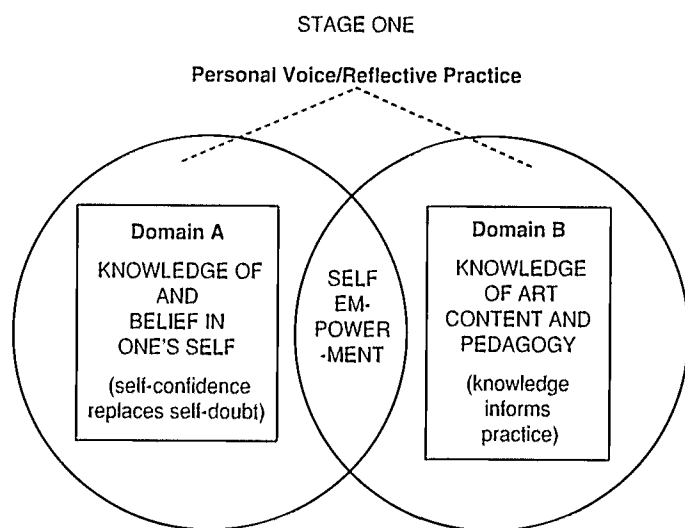 STAGE ONE
Personal Voice/Reflective Practice
Domain A
KNOWLEDGE OF
AND
BELIEF IN
ONE'S SELF
(self-confidence
replaces self-doubt)
SELF
EM-
POWER
-MENT
Domain B
KNOWLEDGE
OF ART
CONTENT AND
PEDAGOGY
(knowledge
informs
practice)